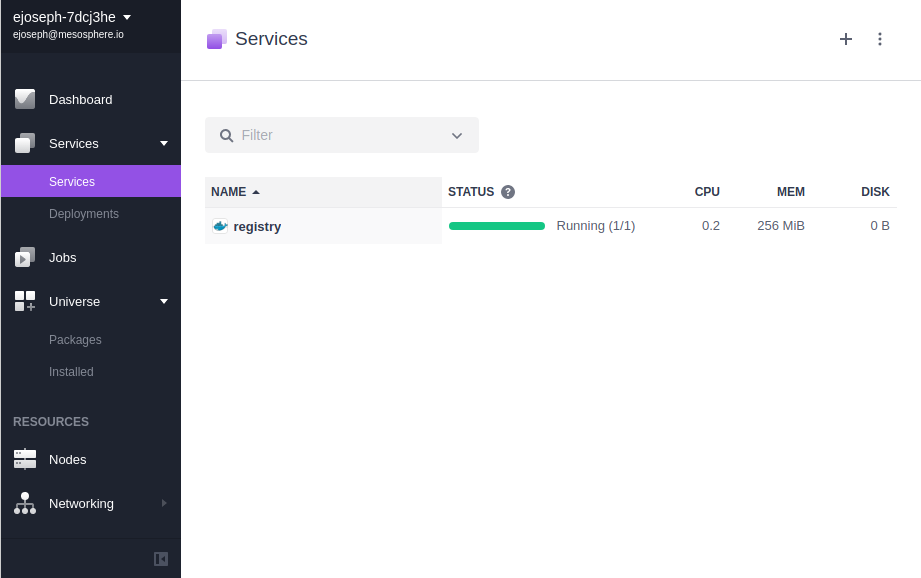 ejoseph-7dcj3he
ejoseph@mesosphere.io
Dashboard
Services
Services
Deployments
Jobs
Universe
Packages
Installed
RESOURCES
Nodes
Networking
Services
Filter
NAME STATUS ? CPU MEM DISK
registry Running (1/1) 0.2 256 MiB 0 B